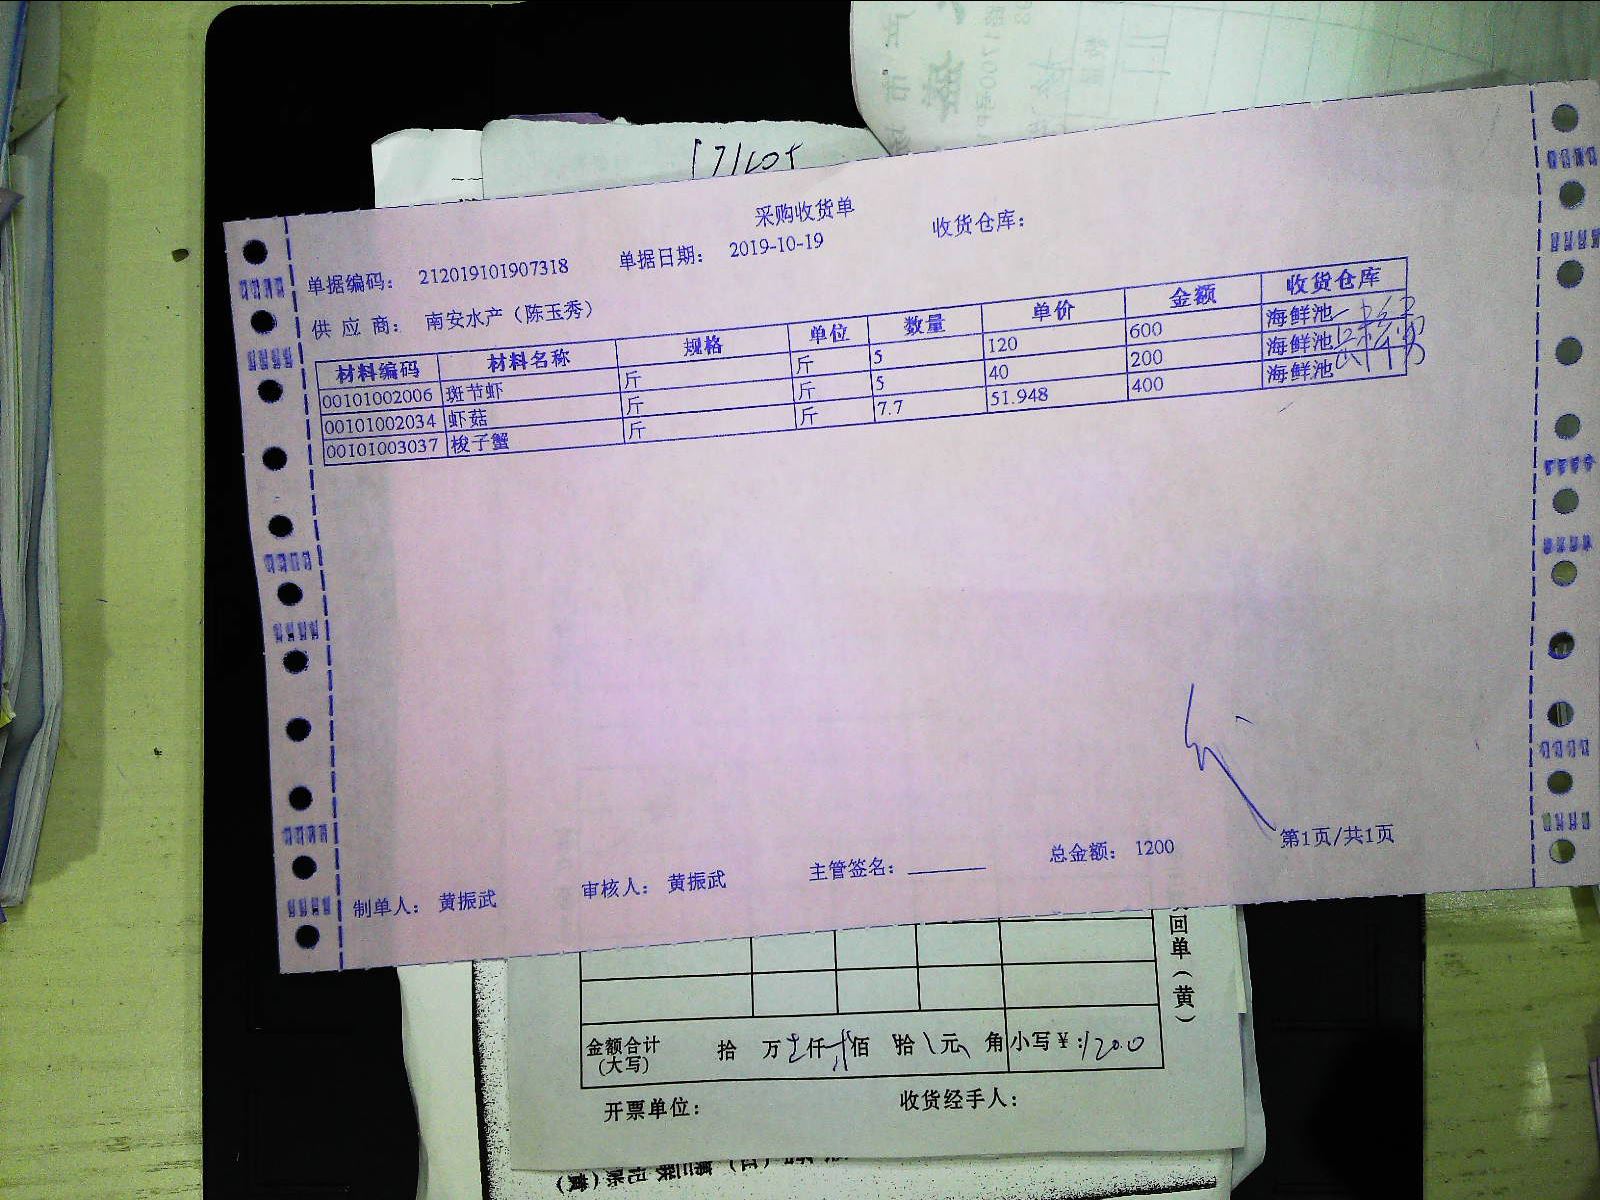 采购收货单
单据编码： 212019101907318 单据日期： 2019-10-19 收货仓库：
供 应 商： 南安水产（陈玉秀）
材料编码 材料名称 规格 单位 数量 单价 金额 收货仓库
00101002006 斑节虾 斤 斤 5 120 600 海鲜池
00101002034 虾菇 斤 斤 5 40 200 海鲜池
00101003037 梭子蟹 斤 斤 7.7 51.948 400 海鲜池
制单人： 黄振武 审核人： 黄振武 主管签名： 总金额： 1200 第1页/共1页
回单（黄）
金额合计 拾 万 仟 佰 拾 元 角 小写￥：1200
(大写)
开票单位： 收货经手人：